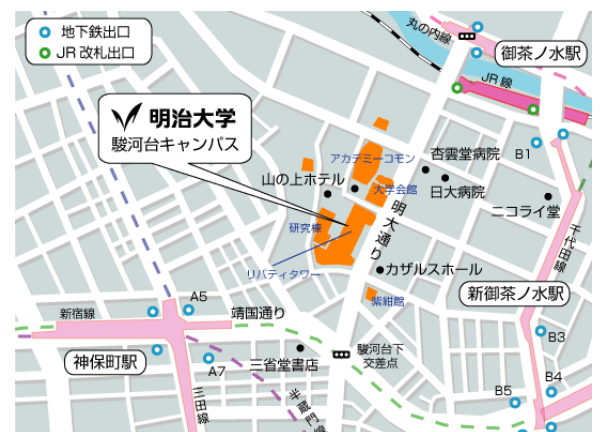 地下鉄出口
JR改札出口
丸の内線
御茶ノ水駅
JR線
明治大学
駿河台キャンパス
アカデミーコモン
杏雲堂病院
B1
山の上ホテル
大学会館
日大病院
ニコライ堂
研究棟
明大通り
千代田線
リバティタワー
カザルスホール
新御茶ノ水駅
紫紺館
A5
新宿線
靖国通り
B3
神保町駅
A7
三省堂書店
駿河台下
交差点
B4
B5
三田線
半蔵門線